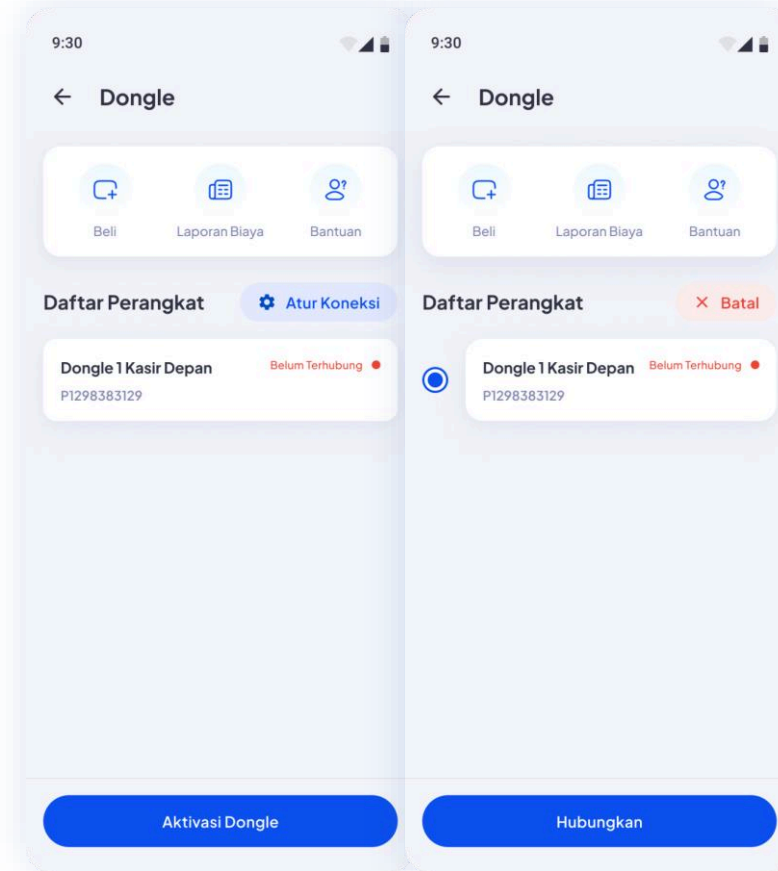 9:30
Dongle
Beli
Laporan Biaya
Bantuan
Daftar Perangkat
Atur Koneksi
Dongle 1 Kasir Depan
Belum Terhubung
P1298383129
Aktivasi Dongle
9:30
Dongle
Beli
Laporan Biaya
Bantuan
Daftar Perangkat
Batal
Dongle 1 Kasir Depan
Belum Terhubung
P1298383129
Hubungkan